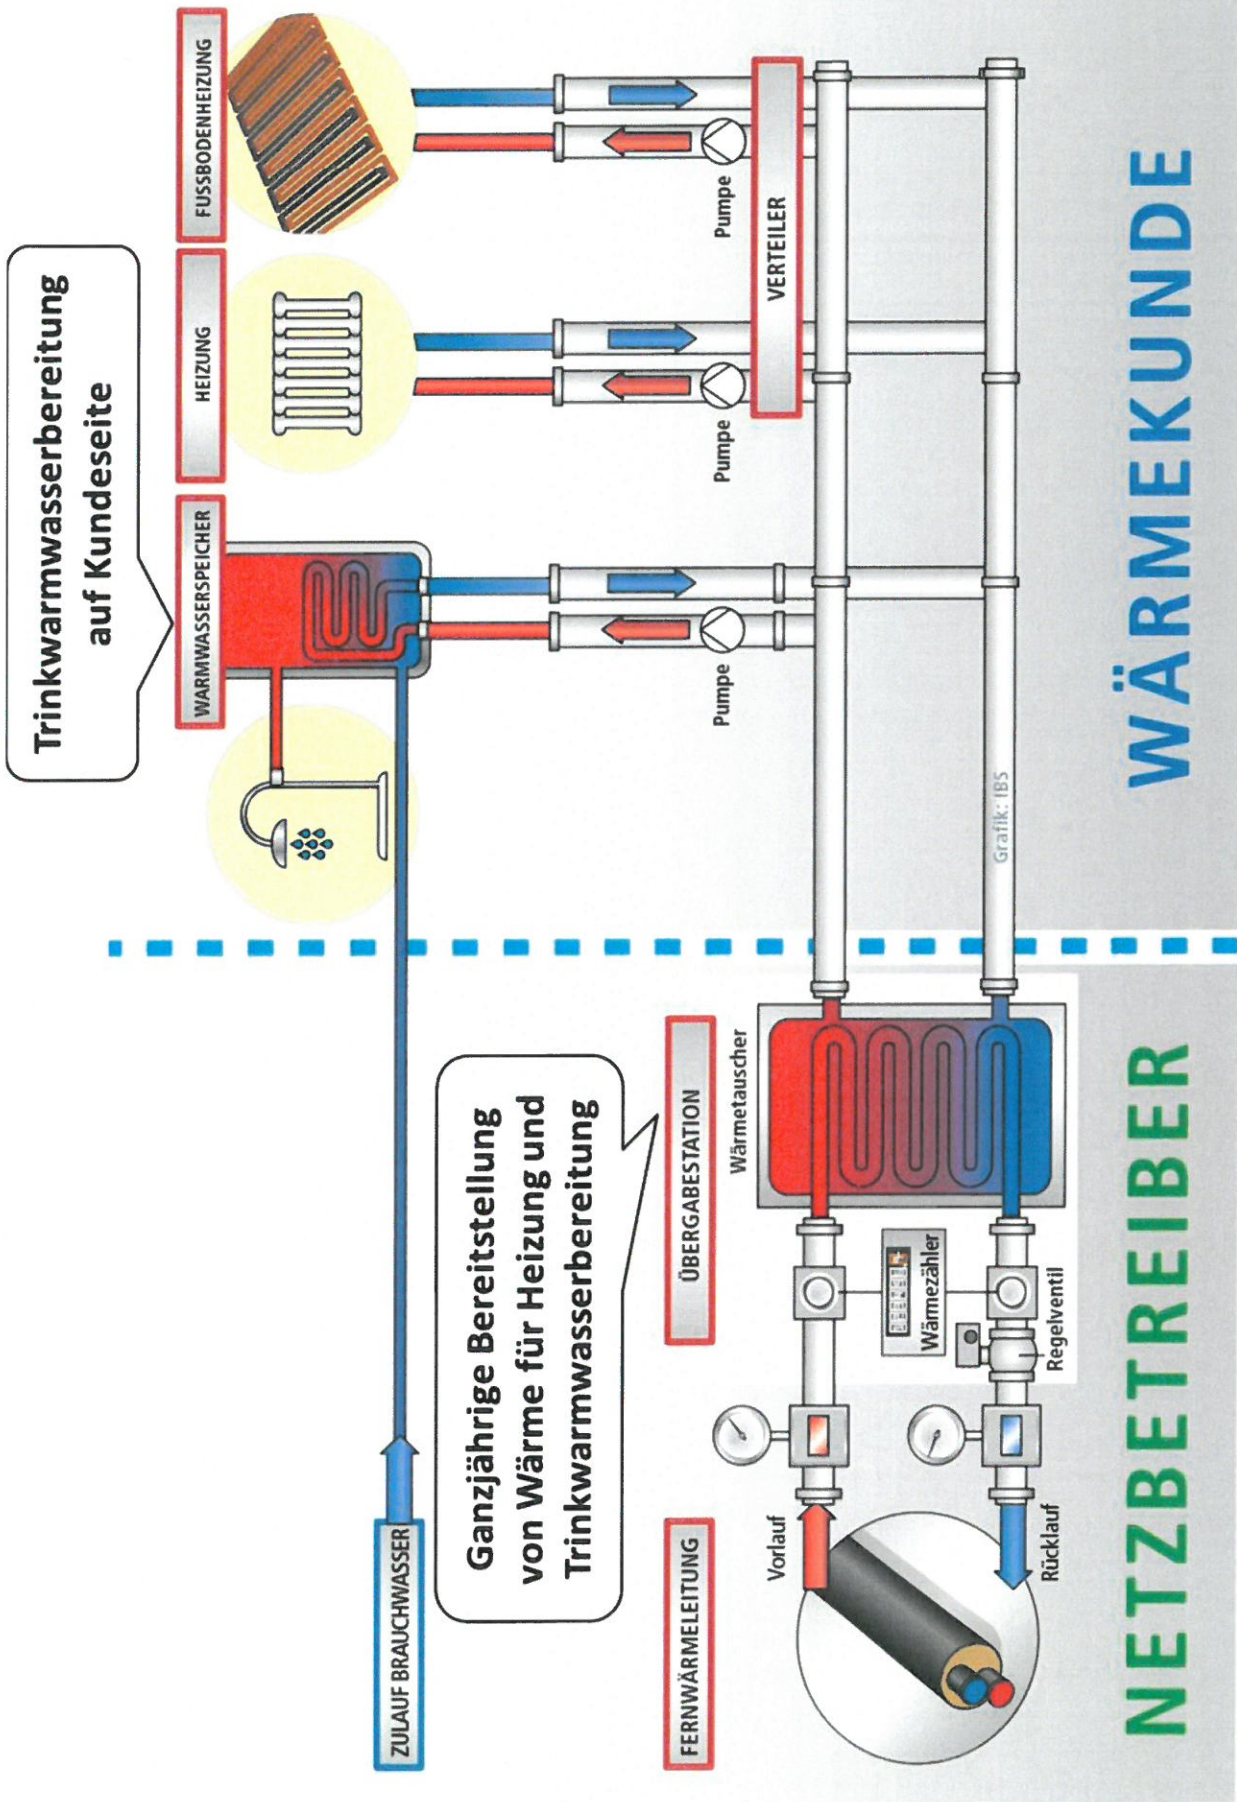 Trinkwarmwasserbereitung
auf Kundeseite
WARMWASSERSPEICHER
HEIZUNG
FUSSBODENHEIZUNG
ZULAUF BRAUCHWASSER
Ganzjährige Bereitstellung
von Wärme für Heizung und
Trinkwarmwasserbereitung
Pumpe
Pumpe
Pumpe
VERTEILER
FERNWÄRMELEITUNG
ÜBERGABESTATION
Wärmetauscher
Vorlauf
Wärmezähler
Rücklauf
Regelventil
Grafik: IBS
NETZBETREIBER
WÄRMEKUNDE